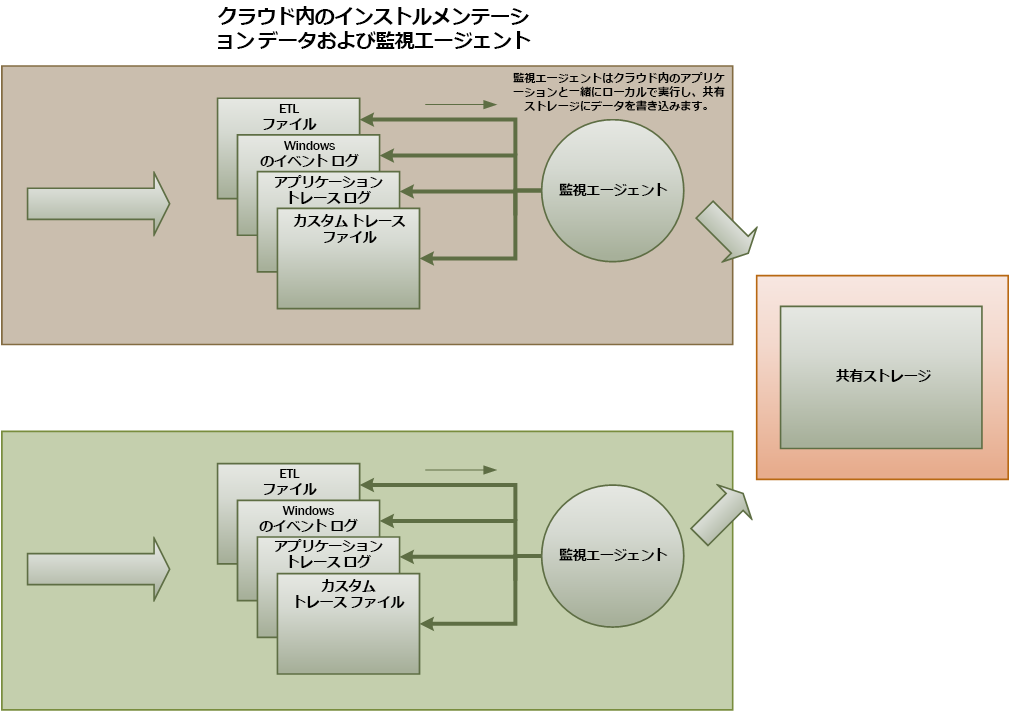 クラウド内のインストルメンテーシ
ョン データおよび監視エージェント
監視エージェントはクラウド内のアプリケ
ーションと一緒にローカルで実行し、共有
ストレージにデータを書き込みます。
ETL
ファイル
Windows
のイベント ログ
アプリケーション
トレース ログ
カスタム トレース
ファイル
監視エージェント
共有ストレージ
ETL
ファイル
Windows
のイベント ログ
アプリケーション
トレース ログ
カスタム
トレース ファイル
監視エージェント